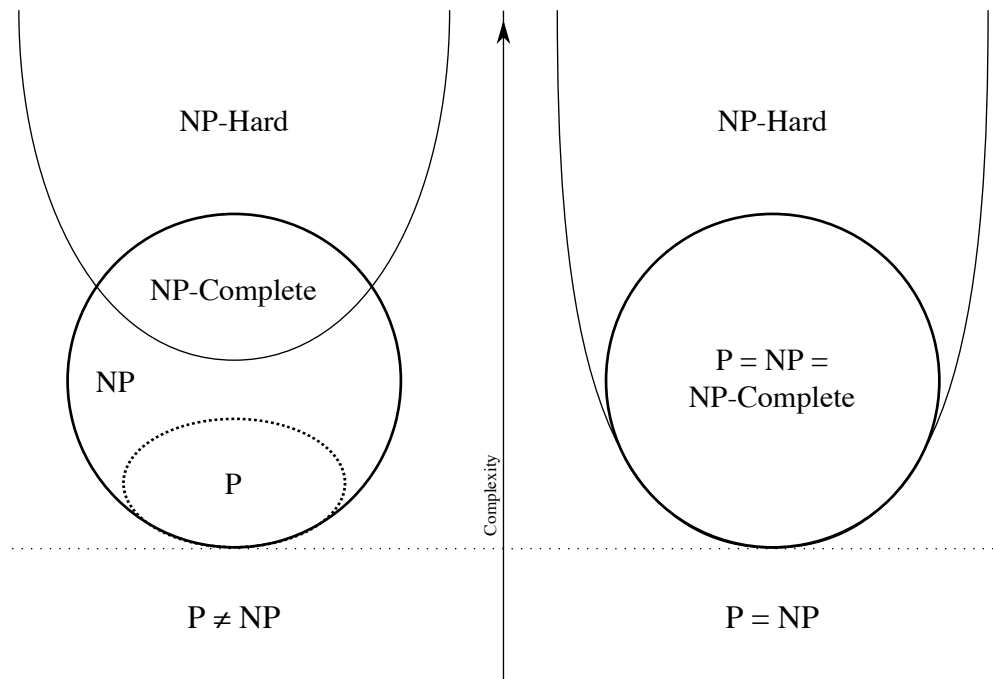 NP-Hard
NP-Complete
NP
P
P ≠ NP
Complexity
NP-Hard
P = NP =
NP-Complete
P = NP